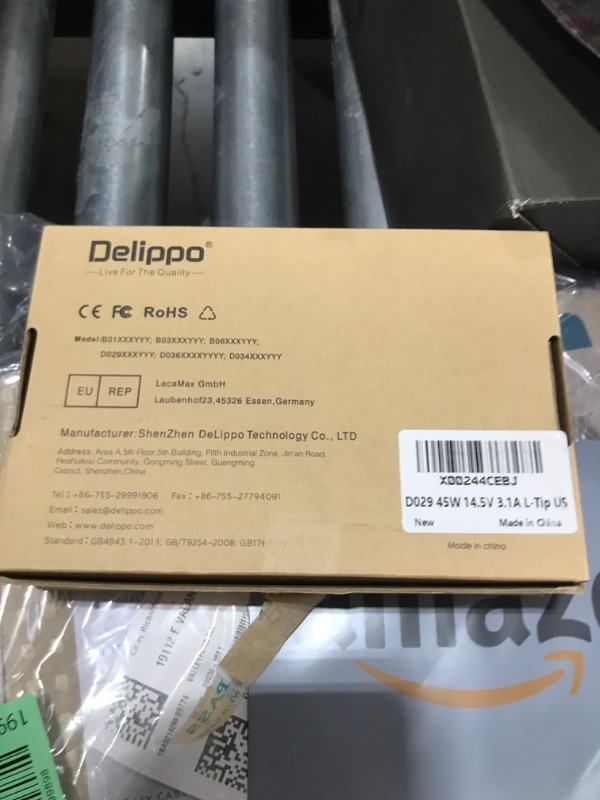 Delippo®
Live For The Quality
CE FC RoHS
Model:B01XXXYYY; B03XXXYYY; B06XXXYYY;
D029XXXYYY; D036XXXXYYYY; D034XXXYYY
EU REP
LacaMax GmbH
Laubenhof23,45326 Essen,Germany
Manufacturer:ShenZhen DeLippo Technology Co., LTD
Address: Area A,5th Floor,5th Building, Fifth Industrial Zone, Jin'an Road,
Heshuikou Community, Gongming Street, Guangming
District, Shenzhen,China
Tel : +86-755-29991906 Fax : +86-755-27794091
Email : sales@delippo.com
Web : www.delippo.com
Standard : GB4943.1-2011; GB/T9254-2008; GB17
X00244CEBJ
D029 45W 14.5V 3.1A L-Tip US
New Made in China
Made in china
10112 E
amazo
199